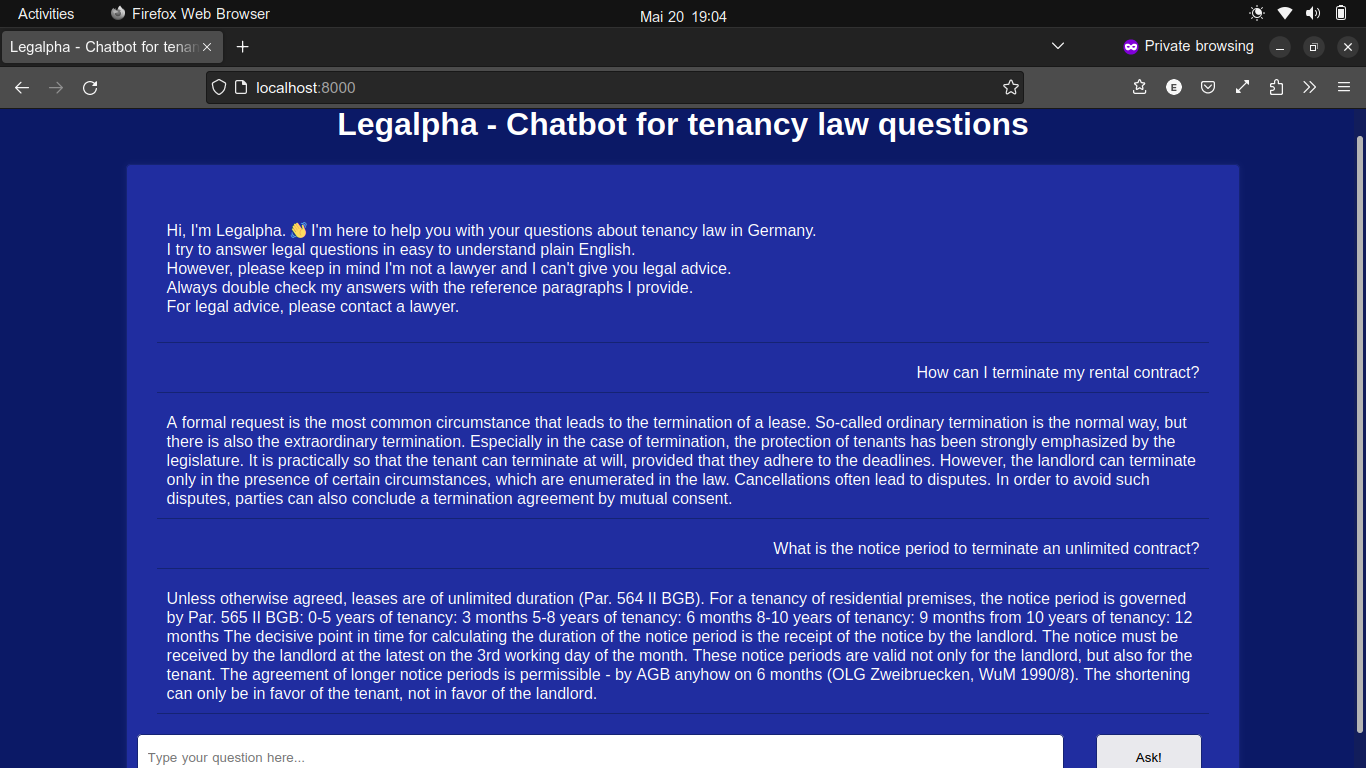 Activities
Firefox Web Browser
Mai 20 19:04
Legalpha - Chatbot for tenan
Private browsing
localhost:8000
E
Legalpha - Chatbot for tenancy law questions
Hi, I'm Legalpha. 👋 I'm here to help you with your questions about tenancy law in Germany.
I try to answer legal questions in easy to understand plain English.
However, please keep in mind I'm not a lawyer and I can't give you legal advice.
Always double check my answers with the reference paragraphs I provide.
For legal advice, please contact a lawyer.
How can I terminate my rental contract?
A formal request is the most common circumstance that leads to the termination of a lease. So-called ordinary termination is the normal way, but
there is also the extraordinary termination. Especially in the case of termination, the protection of tenants has been strongly emphasized by the
legislature. It is practically so that the tenant can terminate at will, provided that they adhere to the deadlines. However, the landlord can terminate
only in the presence of certain circumstances, which are enumerated in the law. Cancellations often lead to disputes. In order to avoid such
disputes, parties can also conclude a termination agreement by mutual consent.
What is the notice period to terminate an unlimited contract?
Unless otherwise agreed, leases are of unlimited duration (Par. 564 II BGB). For a tenancy of residential premises, the notice period is governed
by Par. 565 II BGB: 0-5 years of tenancy: 3 months 5-8 years of tenancy: 6 months 8-10 years of tenancy: 9 months from 10 years of tenancy: 12
months The decisive point in time for calculating the duration of the notice period is the receipt of the notice by the landlord. The notice must be
received by the landlord at the latest on the 3rd working day of the month. These notice periods are valid not only for the landlord, but also for the
tenant. The agreement of longer notice periods is permissible - by AGB anyhow on 6 months (OLG Zweibruecken, WuM 1990/8). The shortening
can only be in favor of the tenant, not in favor of the landlord.
Type your question here...
Ask!